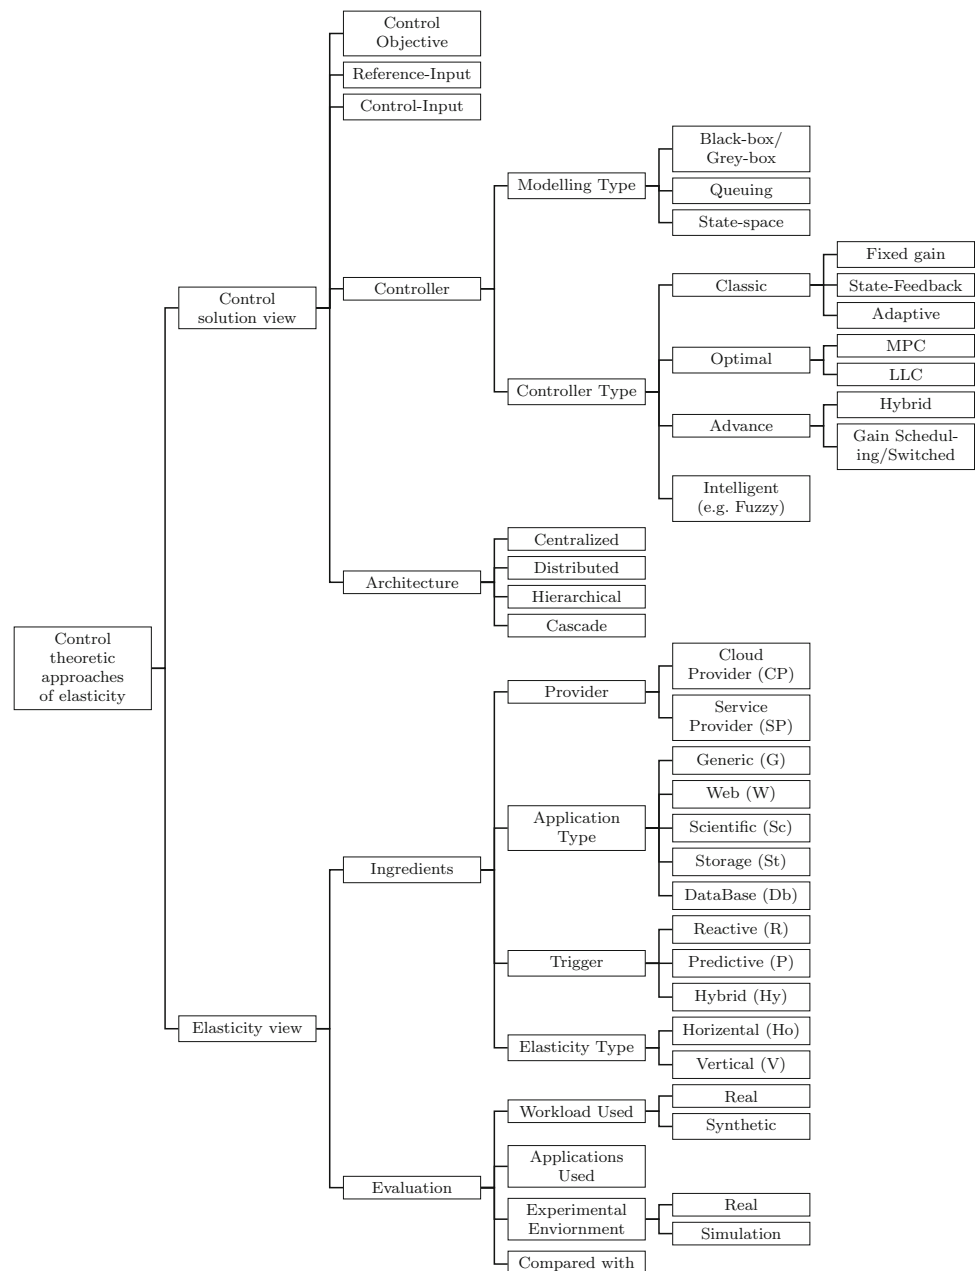 Control
Objective
Reference-Input
Control-Input
Black-box/
Grey-box
Modelling Type
Queuing
State-space
Fixed gain
Control
solution view
Controller
Classic
State-Feedback
Adaptive
MPC
Optimal
LLC
Controller Type
Hybrid
Advance
Gain Schedul-
ing/Switched
Intelligent
(e.g. Fuzzy)
Centralized
Distributed
Architecture
Hierarchical
Cascade
Control
theoretic
approaches
of elasticity
Cloud
Provider (CP)
Provider
Service
Provider (SP)
Generic (G)
Web (W)
Application
Type
Scientific (Sc)
Storage (St)
Ingredients
DataBase (Db)
Reactive (R)
Trigger
Predictive (P)
Hybrid (Hy)
Elasticity view
Horizental (Ho)
Elasticity Type
Vertical (V)
Real
Workload Used
Synthetic
Applications
Used
Evaluation
Real
Experimental
Enviornment
Simulation
Compared with